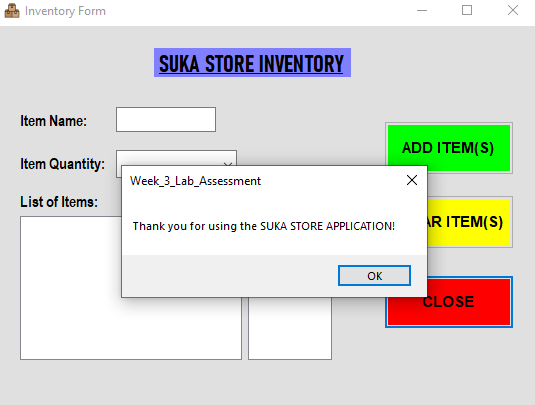 Inventory Form
SUKA STORE INVENTORY
Item Name:
ADD ITEM(S)
Item Quantity:
Week_3_Lab_Assessment
List of Items:
AR ITEM(S)
Thank you for using the SUKA STORE APPLICATION!
OK
CLOSE